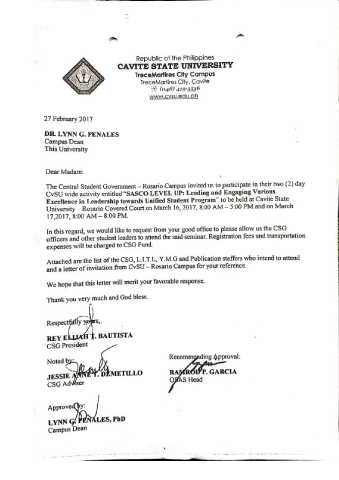 Republic of the Philippines
CAVITE STATE UNIVERSITY
TreceMartires City Campus
TreceMartires City, Cavite
(046) 419-3336
www.cvsu.edu.ph
27 February 2017
DR. LYNN G. PENALES
Campus Dean
This University
Dear Madam:
The Central Student Government – Rosario Campus invited us to participate in their two (2) day
CvSU wide activity entitled "SASCO LEVEL UP: Leading and Engaging Various
Excellence in Leadership towards Unified Student Program" to be held at Cavite State
University – Rosario Covered Court on March 16, 2017, 8:00 AM – 5:00 PM and on March
17,2017, 8:00 AM – 8:00 PM.
In this regard, we would like to request from your good office to please allow us the CSG
officers and other student leaders to attend the said seminar. Registration fees and transportation
expenses will be charged to CSG Fund.
Attached are the list of the CSG, L.I.T.I., Y.M.G and Publication staffers who intend to attend
and a letter of invitation from CvSU – Rosario Campus for your reference.
We hope that this letter will merit your favorable response.
Thank you very much and God bless.
Respectfully yours,
REY ELIJAH T. BAUTISTA
CSG President
Noted by:
JESSIE ANNE T. DEMETILLO
CSG Adviser
Recommending Approval:
RAMROD P. GARCIA
OSAS Head
Approved by:
LYNN G. PENALES, PhD
Campus Dean